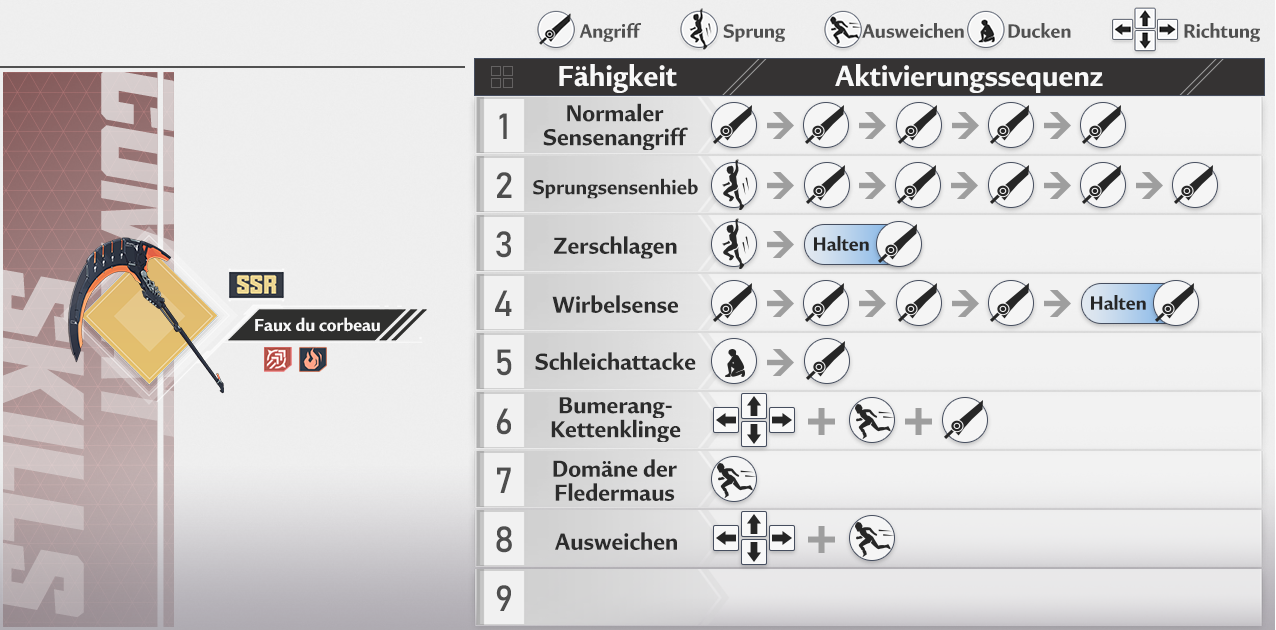 Angriff
Sprung
Ausweichen
Ducken
Richtung
Fähigkeit
Aktivierungssequenz
1
Normaler
Sensenangriff
2
Sprungsensenhieb
3
Zerschlagen
Halten
4
Wirbelsense
Halten
5
Schleichattacke
6
Bumerang-
Kettenklinge
7
Domäne der
Fledermaus
8
Ausweichen
9
SSR
Faux du corbeau
SKILLS